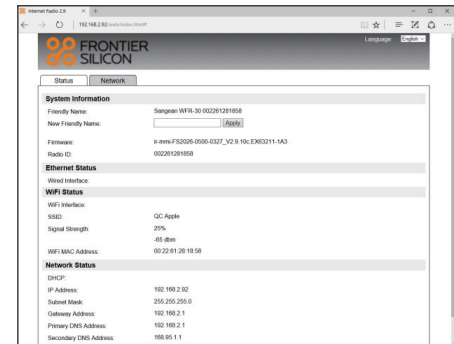 Internet Radio 2.9
192.168.2.92/web/index.html#
FRONTIER
SILICON
Language: English
Status Network
System Information
Friendly Name: Sangean WFR-30 002261281858
New Friendly Name: Apply
Firmware: ir-mmi-FS2026-0500-0327_V2.9.10c.EX63211-1A3
Radio ID: 002261281858
Ethernet Status
Wired Interface:
WiFi Status
WiFi Interface:
SSID: QC Apple
Signal Strength: 25%
-65 dbm
WiFi MAC Address: 00:22:61:28:18:58
Network Status
DHCP:
IP Address: 192.168.2.92
Subnet Mask: 255.255.255.0
Gateway Address: 192.168.2.1
Primary DNS Address: 192.168.2.1
Secondary DNS Address: 168.95.1.1